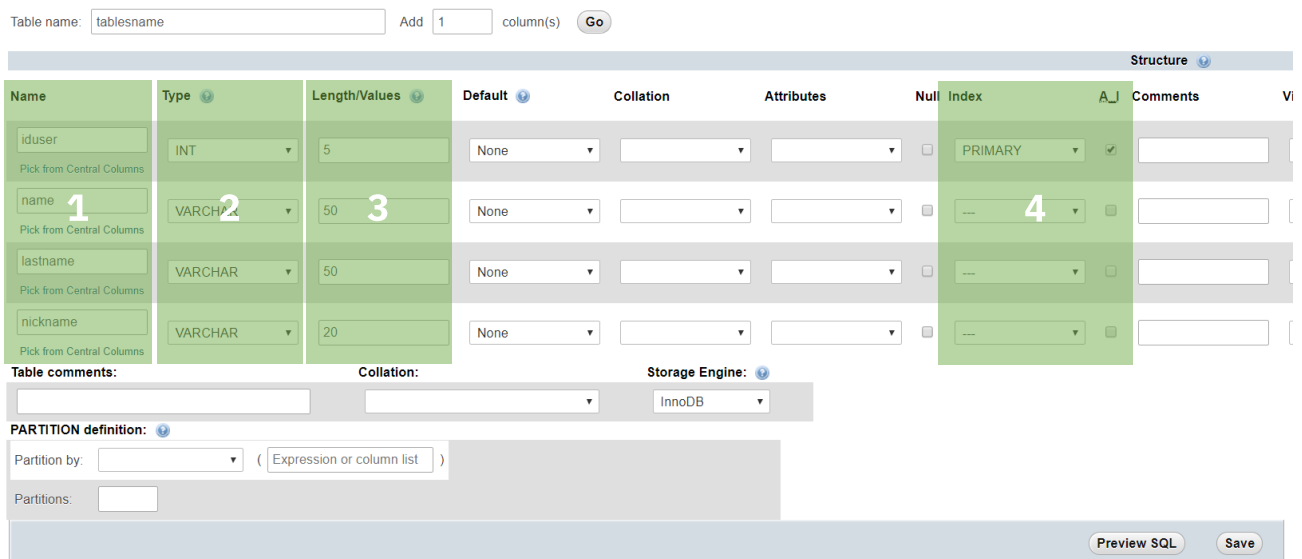 Table name: tablesname Add 1 column(s) Go
Structure
Name Type Length/Values Default Collation Attributes Null Index A_I Comments Vi
iduser INT 5 None PRIMARY
Pick from Central Columns
name VARCHAR 50 None ---
Pick from Central Columns
1 2 3 4
lastname VARCHAR 50 None ---
Pick from Central Columns
nickname VARCHAR 20 None ---
Pick from Central Columns
Table comments: Collation: Storage Engine:
InnoDB
PARTITION definition:
Partition by: ( Expression or column list )
Partitions:
Preview SQL Save